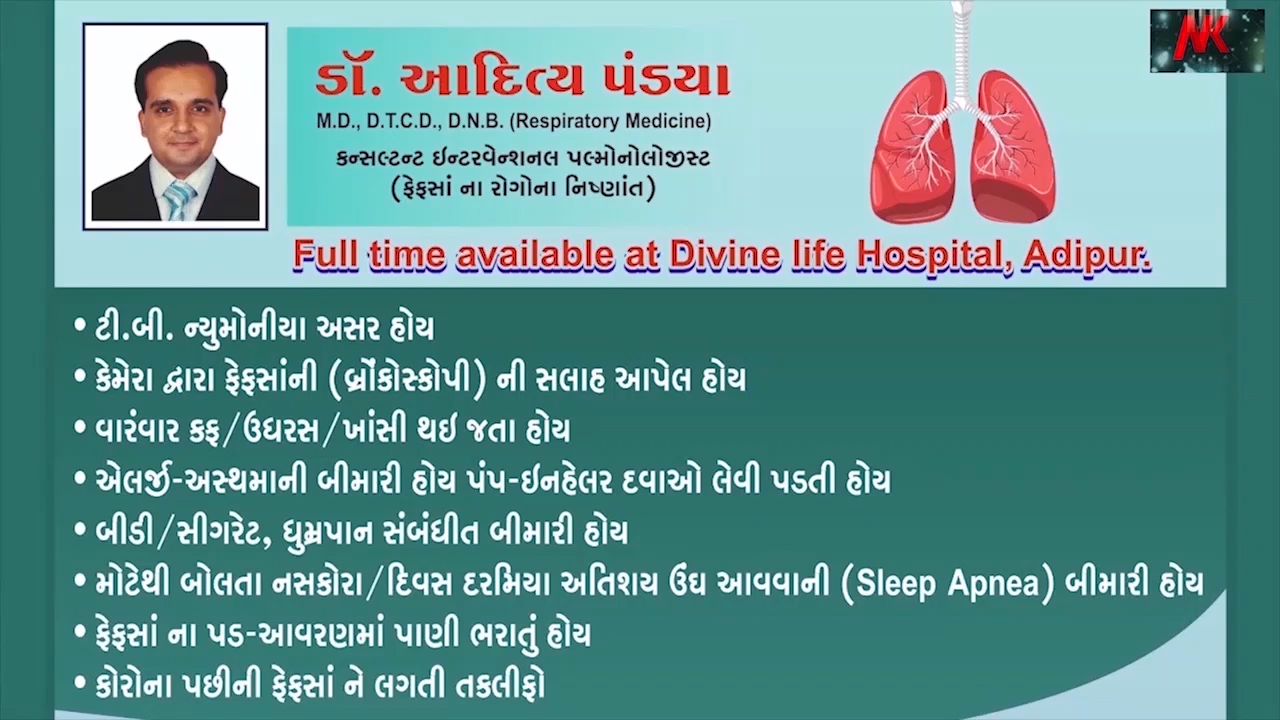 ડૉ. આદિત્ય પંડયા
M.D., D.T.C.D., D.N.B. (Respiratory Medicine)
કન્સલ્ટન્ટ ઇન્ટરવેન્શનલ પલ્મોનોલોજીસ્ટ
(ફેફસાં ના રોગોના નિષ્ણાંત)
NK
Full time available at Divine life Hospital, Adipur.
• ટી.બી. ન્યુમોનીયા અસર હોય
• કેમેરા દ્વારા ફેફસાંની (બ્રોંકોસ્કોપી) ની સલાહ આપેલ હોય
• વારંવાર કફ/ઉધરસ/ખાંસી થઇ જતા હોય
• એલર્જી-અસ્થમાની બીમારી હોય પંપ-ઇનહેલર દવાઓ લેવી પડતી હોય
• બીડી/સીગરેટ, ધુમ્રપાન સંબંધીત બીમારી હોય
• મોટેથી બોલતા નસકોરા/દિવસ દરમિયા અતિશય ઉંઘ આવવાની (Sleep Apnea) બીમારી હોય
• ફેફસાં ના પડ-આવરણમાં પાણી ભરાતું હોય
• કોરોના પછીની ફેફસાં ને લગતી તકલીફો